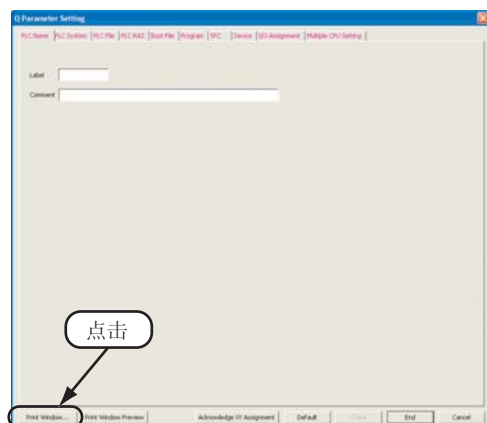 Q Parameter Setting
PLC Name PLC System PLC File PLC RAS Boot File Program SFC Device I/O Assignment Multiple CPU Setting
Label
Comment
点击
Print Window... Print Window Preview Acknowledge XY Assignment Default Check End Cancel